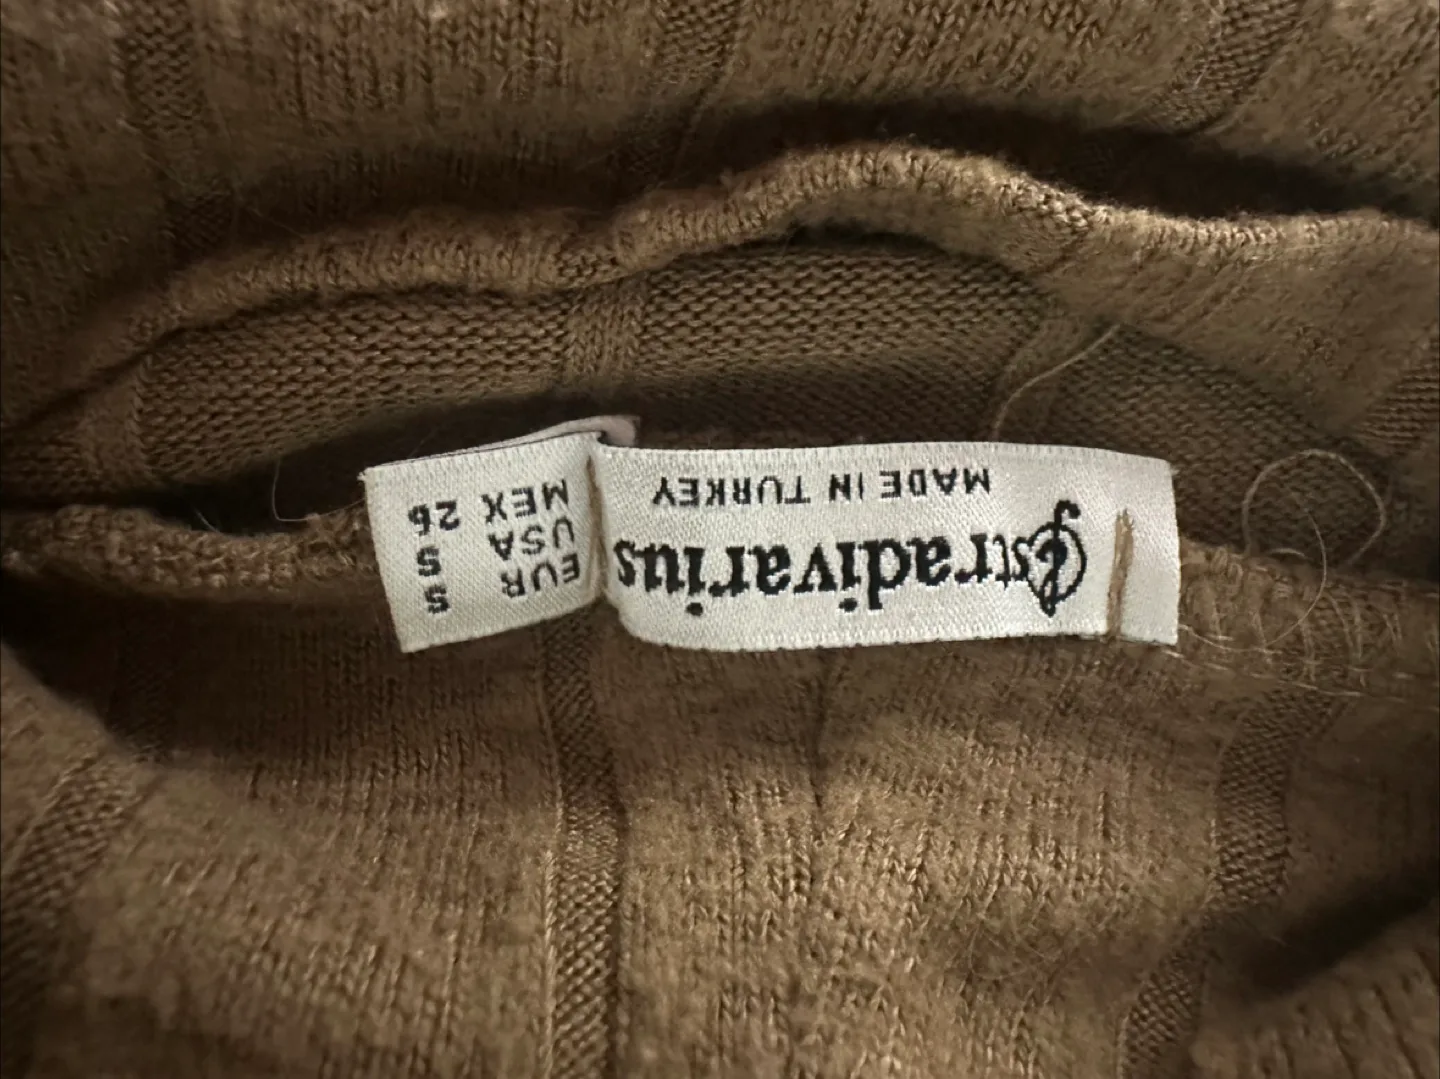 Stradivarius
MADE IN TURKEY
EUR S
USA S
MEX 26